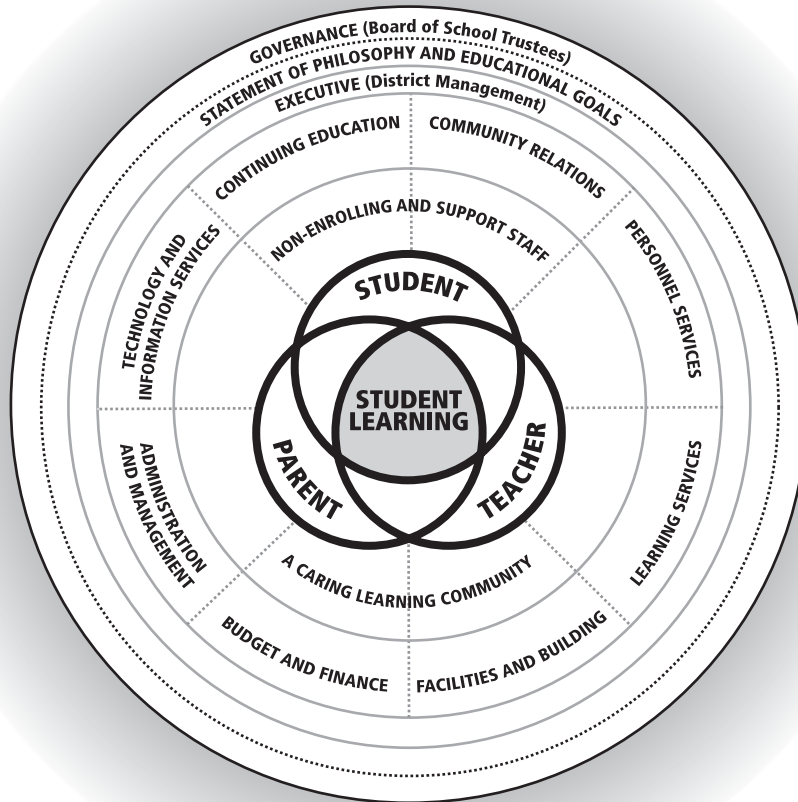 GOVERNANCE (Board of School Trustees)
STATEMENT OF PHILOSOPHY AND EDUCATIONAL GOALS
EXECUTIVE (District Management)
CONTINUING EDUCATION
COMMUNITY RELATIONS
TECHNOLOGY AND
INFORMATION SERVICES
NON-ENROLLING AND SUPPORT STAFF
PERSONNEL SERVICES
STUDENT
STUDENT
LEARNING
PARENT
TEACHER
ADMINISTRATION
AND MANAGEMENT
A CARING LEARNING COMMUNITY
LEARNING SERVICES
BUDGET AND FINANCE
FACILITIES AND BUILDING